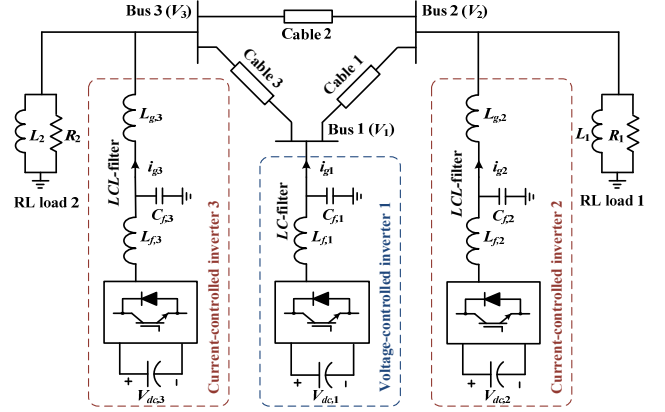 Bus 3 (V3)
Bus 2 (V2)
Cable 2
Cable 3
Cable 1
Bus 1 (V1)
L2
R2
RL load 2
L1
R1
RL load 1
Lg,3
ig3
LCL-filter
Cf,3
Lf,3
+
-
Vdc,3
Current-controlled inverter 3
ig1
LC-filter
Cf,1
Lf,1
+
-
Vdc,1
Voltage-controlled inverter 1
Lg,2
ig2
LCL-filter
Cf,2
Lf,2
+
-
Vdc,2
Current-controlled inverter 2